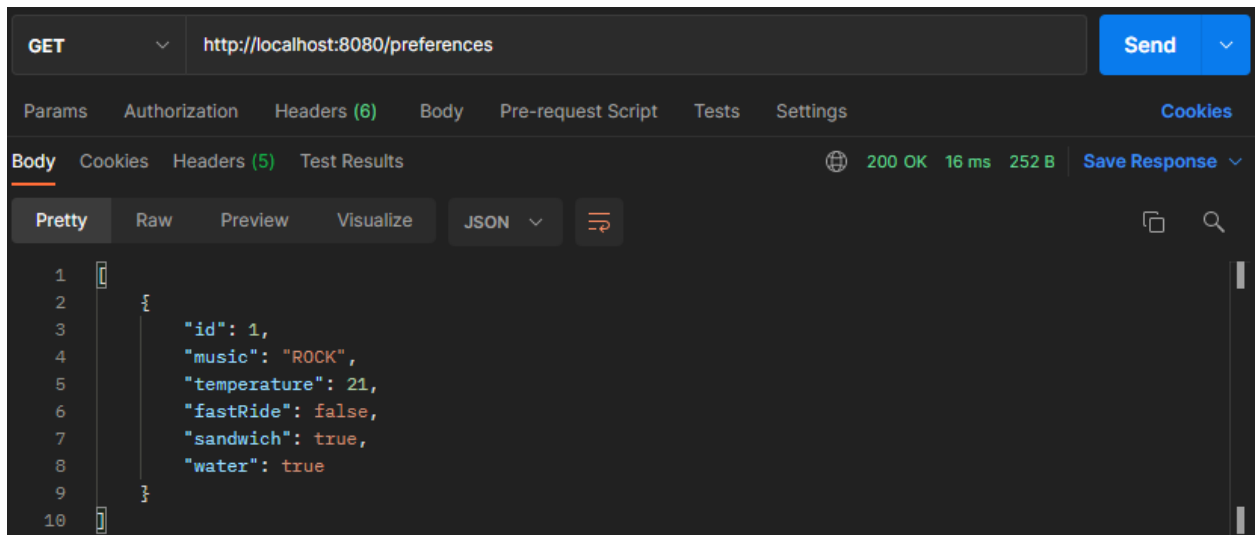 GET http://localhost:8080/preferences Send
Params Authorization Headers (6) Body Pre-request Script Tests Settings Cookies
Body Cookies Headers (5) Test Results 200 OK 16 ms 252 B Save Response
Pretty Raw Preview Visualize JSON
1 [
2 {
3 "id": 1,
4 "music": "ROCK",
5 "temperature": 21,
6 "fastRide": false,
7 "sandwich": true,
8 "water": true
9 }
10 ]